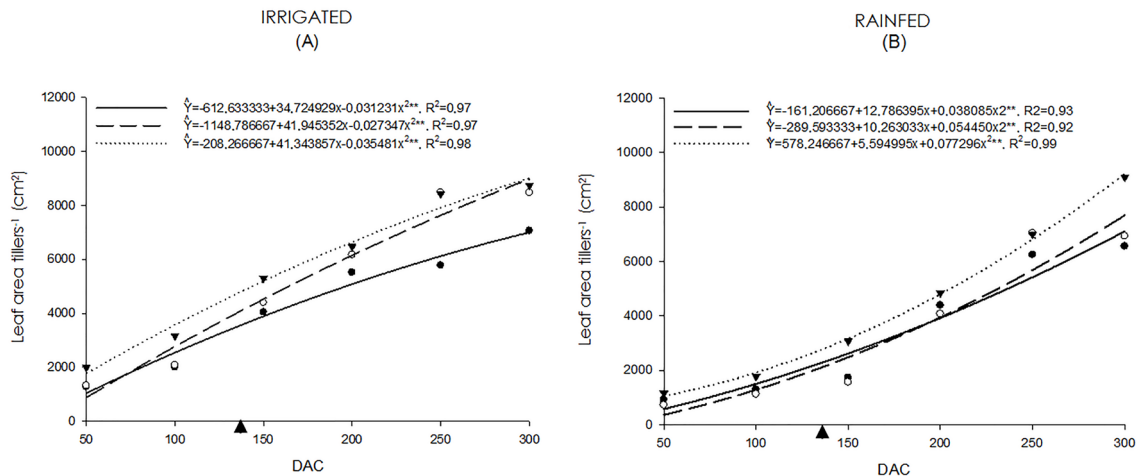 IRRIGATED
(A)
Ŷ=-612,633333+34,724929x-0,031231x²**, R²=0,97
Ŷ=-1148,786667+41,945352x-0,027347x²**, R²=0,97
Ŷ=-208,266667+41,343857x-0,035481x²**, R²=0,98
12000
10000
8000
6000
4000
2000
0
Leaf area tillers⁻¹ (cm²)
50 100 150 200 250 300
DAC
RAINFED
(B)
Ŷ=-161,206667+12,786395x+0,038085x2**, R2=0,93
Ŷ=-289,593333+10,263033x+0,054450x2**, R2=0,92
Ŷ=578,246667+5,594995x+0,077296x²**, R²=0,99
12000
10000
8000
6000
4000
2000
0
Leaf area tillers⁻¹ (cm²)
50 100 150 200 250 300
DAC